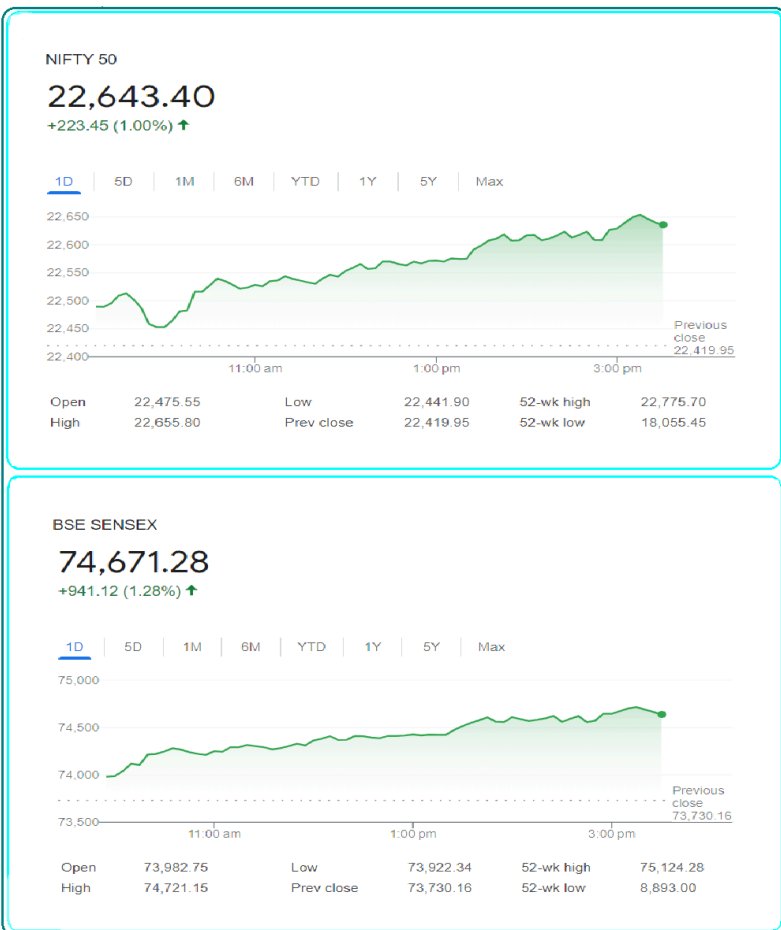 NIFTY 50
22,643.40
+223.45 (1.00%) ↑
1D 5D 1M 6M YTD 1Y 5Y Max
22,650
22,600
22,550
22,500
22,450
22,400
Previous
close
22,419.95
11:00 am 1:00 pm 3:00 pm
Open 22,475.55 Low 22,441.90 52-wk high 22,775.70
High 22,655.80 Prev close 22,419.95 52-wk low 18,055.45
BSE SENSEX
74,671.28
+941.12 (1.28%) ↑
1D 5D 1M 6M YTD 1Y 5Y Max
75,000
74,500
74,000
73,500
Previous
close
73,730.16
11:00 am 1:00 pm 3:00 pm
Open 73,982.75 Low 73,922.34 52-wk high 75,124.28
High 74,721.15 Prev close 73,730.16 52-wk low 8,893.00